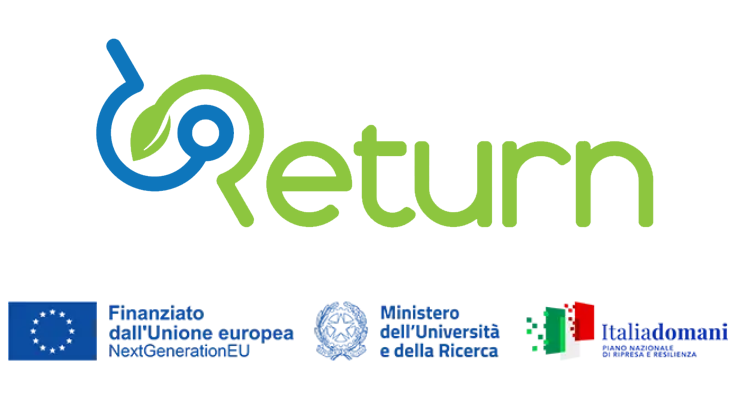 Return
Finanziato
dall'Unione europea
NextGenerationEU
Ministero
dell'Università
e della Ricerca
Italiadomani
PIANO NAZIONALE
DI RIPRESA E RESILIENZA